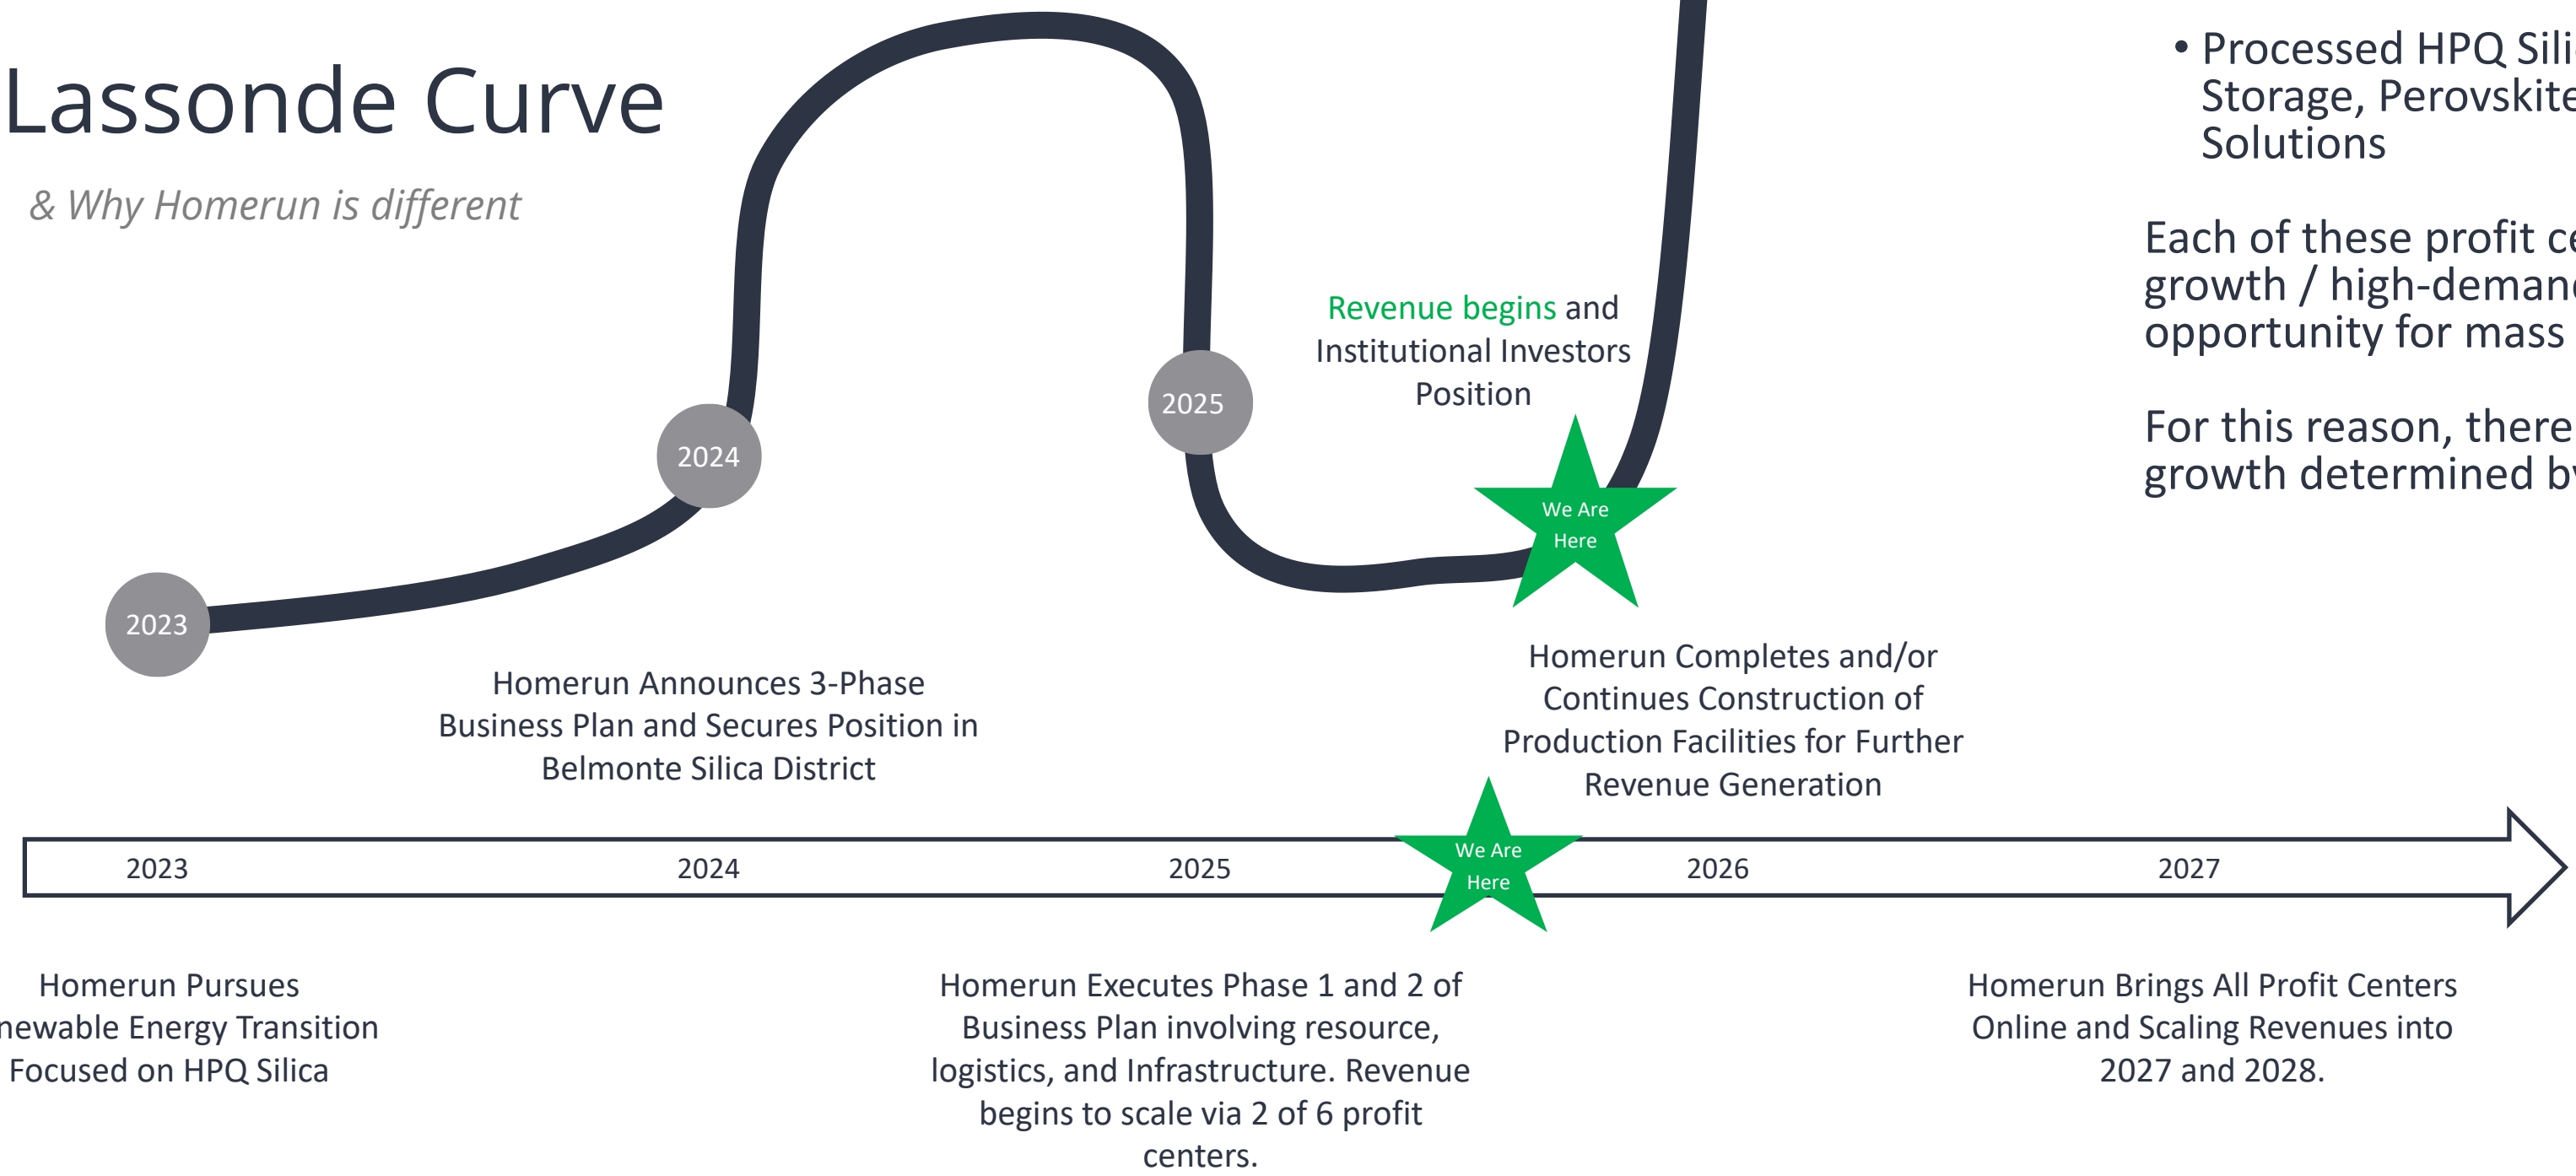 Lassonde Curve
& Why Homerun is different
2023
2024
2025
Revenue begins and
Institutional Investors
Position
We Are
Here
Homerun Announces 3-Phase
Business Plan and Secures Position in
Belmonte Silica District
Homerun Completes and/or
Continues Construction of
Production Facilities for Further
Revenue Generation
2023
2024
2025
We Are
Here
2026
2027
Homerun Pursues
newable Energy Transition
Focused on HPQ Silica
Homerun Executes Phase 1 and 2 of
Business Plan involving resource,
logistics, and Infrastructure. Revenue
begins to scale via 2 of 6 profit
centers.
Homerun Brings All Profit Centers
Online and Scaling Revenues into
2027 and 2028.
• Processed HPQ Sili
Storage, Perovskite
Solutions
Each of these profit ce
growth / high-demand
opportunity for mass
For this reason, there
growth determined by